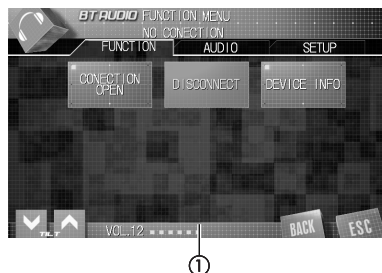 BT AUDIO FUNCTION MENU
NO CONECTION
FUNCTION AUDIO SETUP
CONECTION
OPEN
DISCONNECT
DEVICE INFO
TILT
VOL.12
BACK
ESC
①